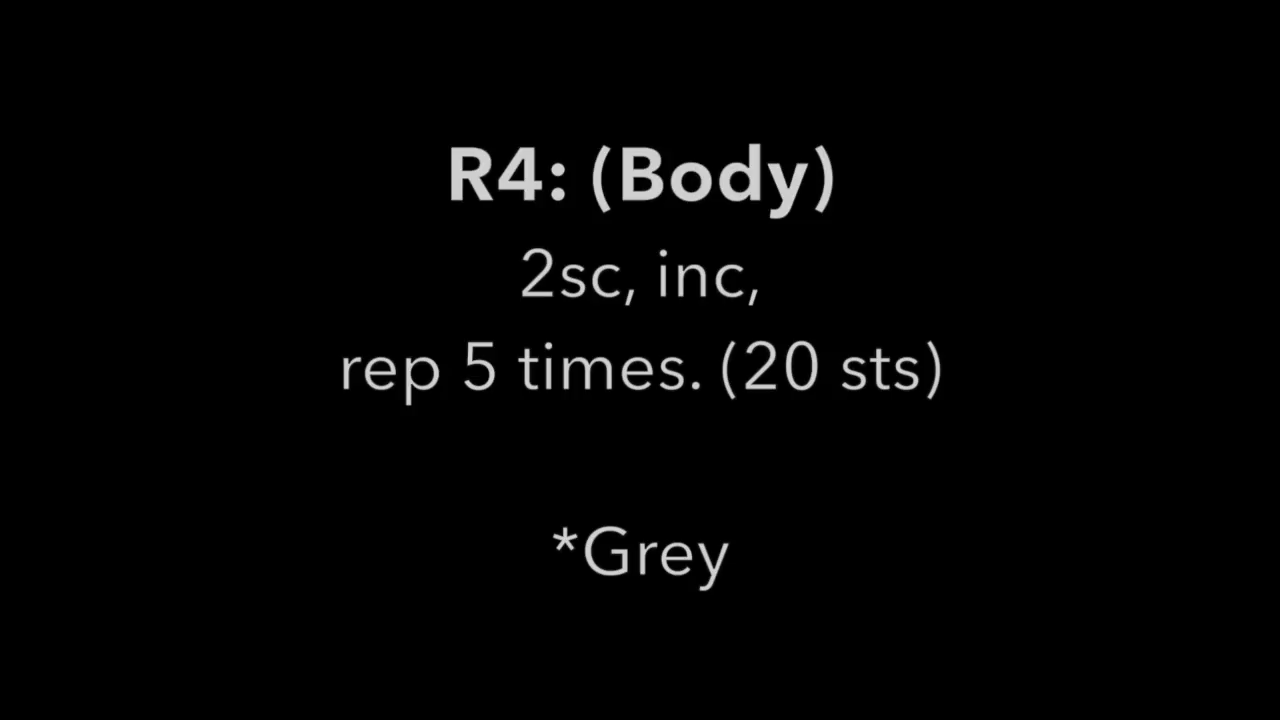 R4: (Body)
2sc, inc,
rep 5 times. (20 sts)
*Grey